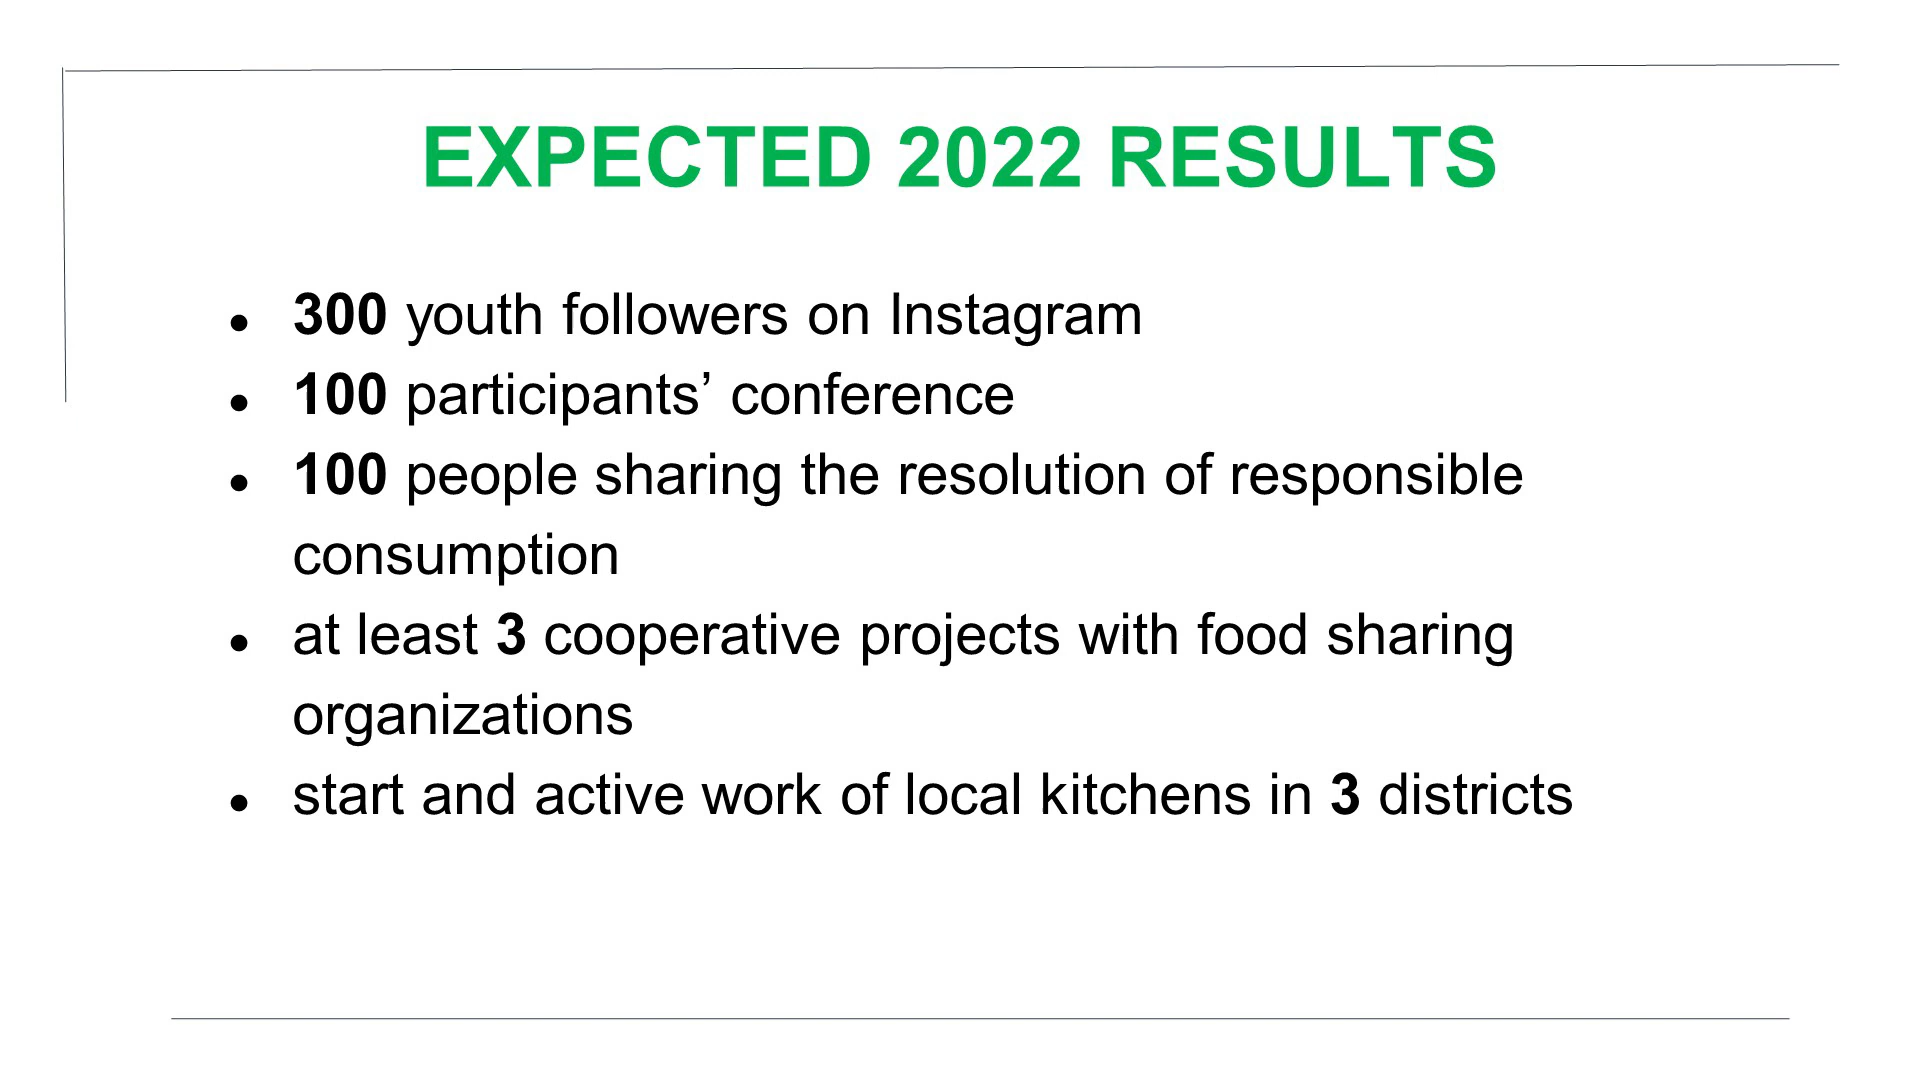 EXPECTED 2022 RESULTS
● 300 youth followers on Instagram
● 100 participants’ conference
● 100 people sharing the resolution of responsible
consumption
● at least 3 cooperative projects with food sharing
organizations
● start and active work of local kitchens in 3 districts